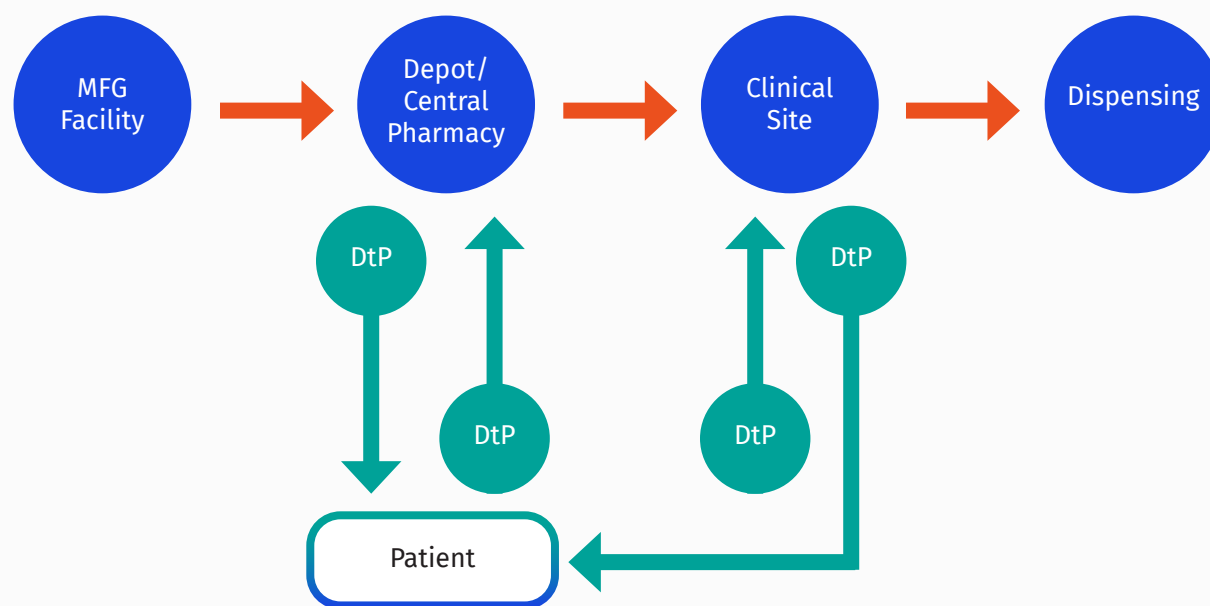 MFG
Facility
Depot/
Central
Pharmacy
Clinical
Site
Dispensing
DtP
DtP
DtP
DtP
Patient